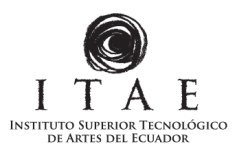 ITAE
INSTITUTO SUPERIOR TECNOLÓGICO
DE ARTES DEL ECUADOR